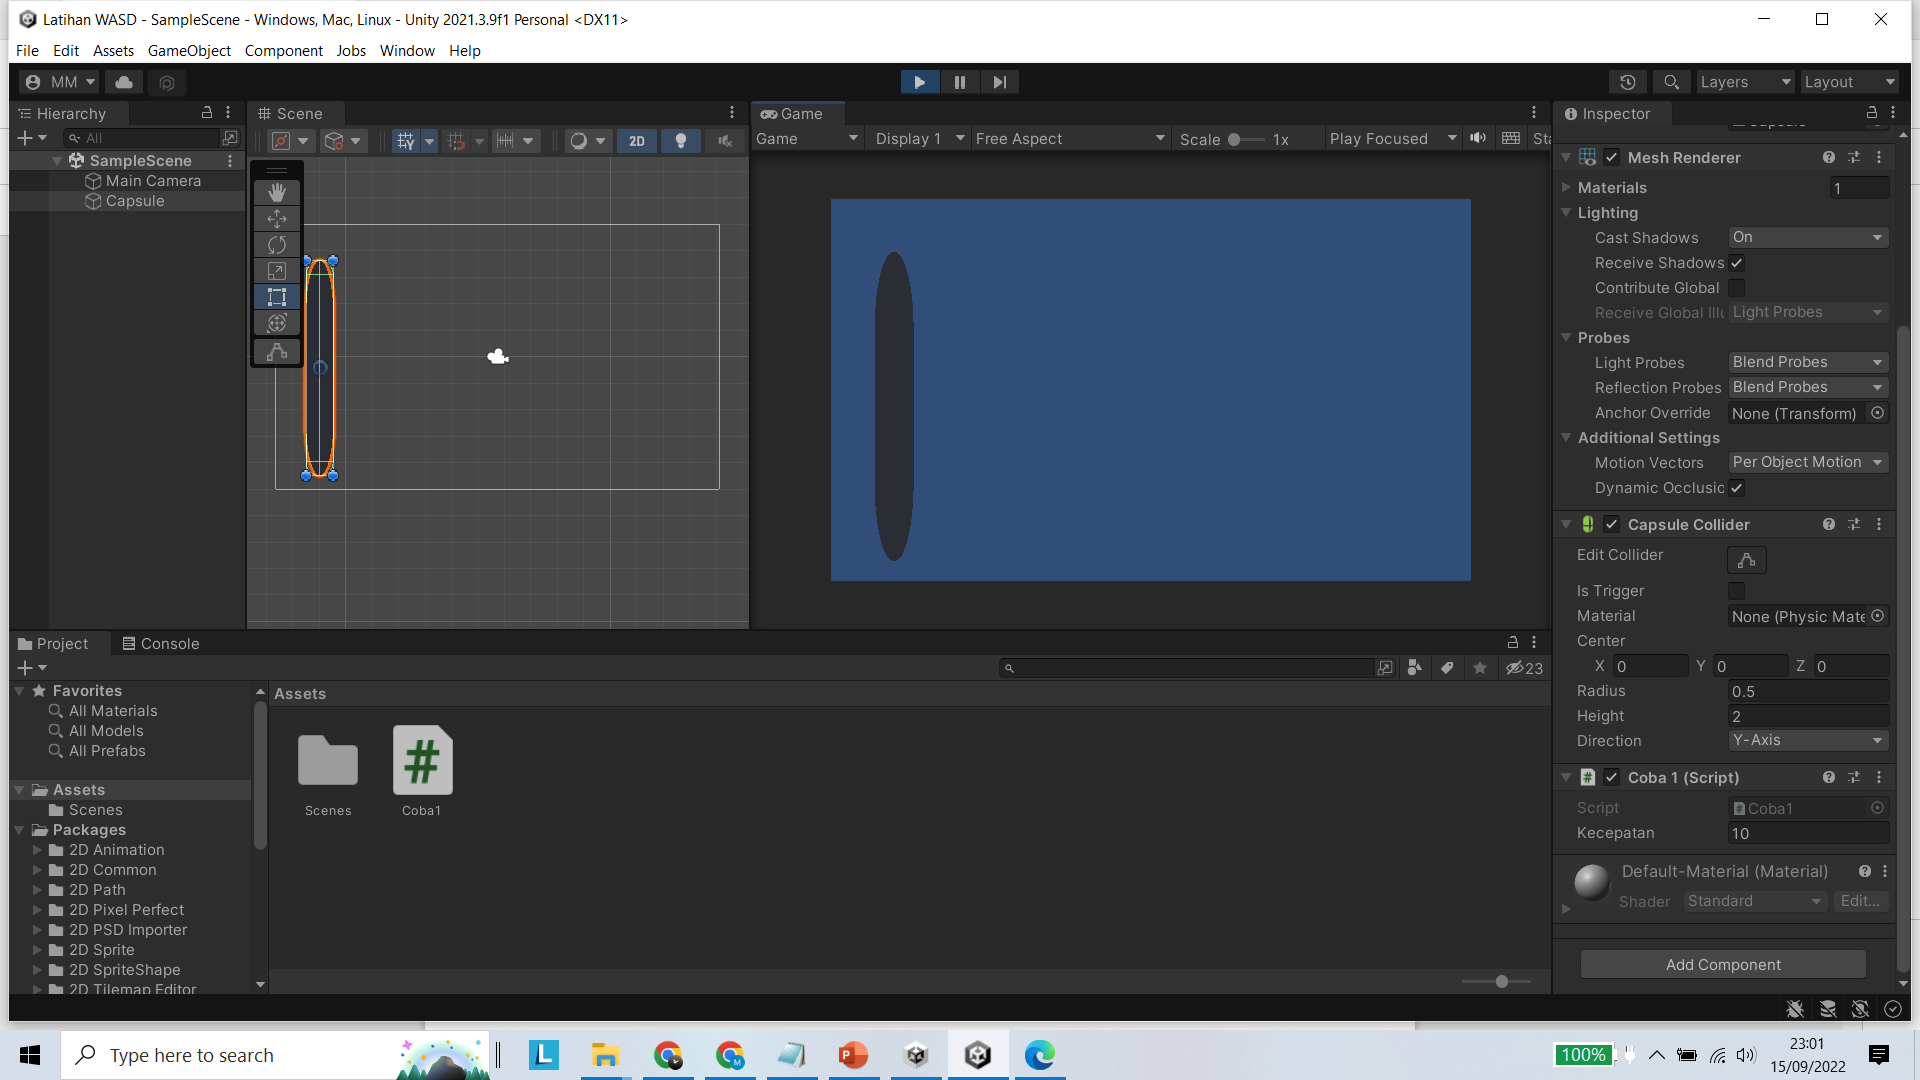 Latihan WASD - SampleScene - Windows, Mac, Linux - Unity 2021.3.9f1 Personal <DX11>
File Edit Assets GameObject Component Jobs Window Help
MM
Layers Layout
Hierarchy
All
SampleScene
Main Camera
Capsule
Scene
2D
Game
Game Display 1 Free Aspect Scale 1x Play Focused Sta
Inspector
Mesh Renderer
Materials 1
Lighting
Cast Shadows On
Receive Shadows
Contribute Global
Receive Global Illu Light Probes
Probes
Light Probes Blend Probes
Reflection Probes Blend Probes
Anchor Override None (Transform)
Additional Settings
Motion Vectors Per Object Motion
Dynamic Occlusic
Capsule Collider
Edit Collider
Is Trigger
Material None (Physic Mate
Center
X 0 Y 0 Z 0
Radius 0.5
Height 2
Direction Y-Axis
Coba 1 (Script)
Script Coba1
Kecepatan 10
Default-Material (Material)
Shader Standard Edit...
Add Component
Project Console
23
Favorites
All Materials
All Models
All Prefabs
Assets
Scenes
Packages
2D Animation
2D Common
2D Path
2D Pixel Perfect
2D PSD Importer
2D Sprite
2D SpriteShape
2D Tilemap Editor
Assets
Scenes
Coba1
Type here to search
100%
23:01
15/09/2022